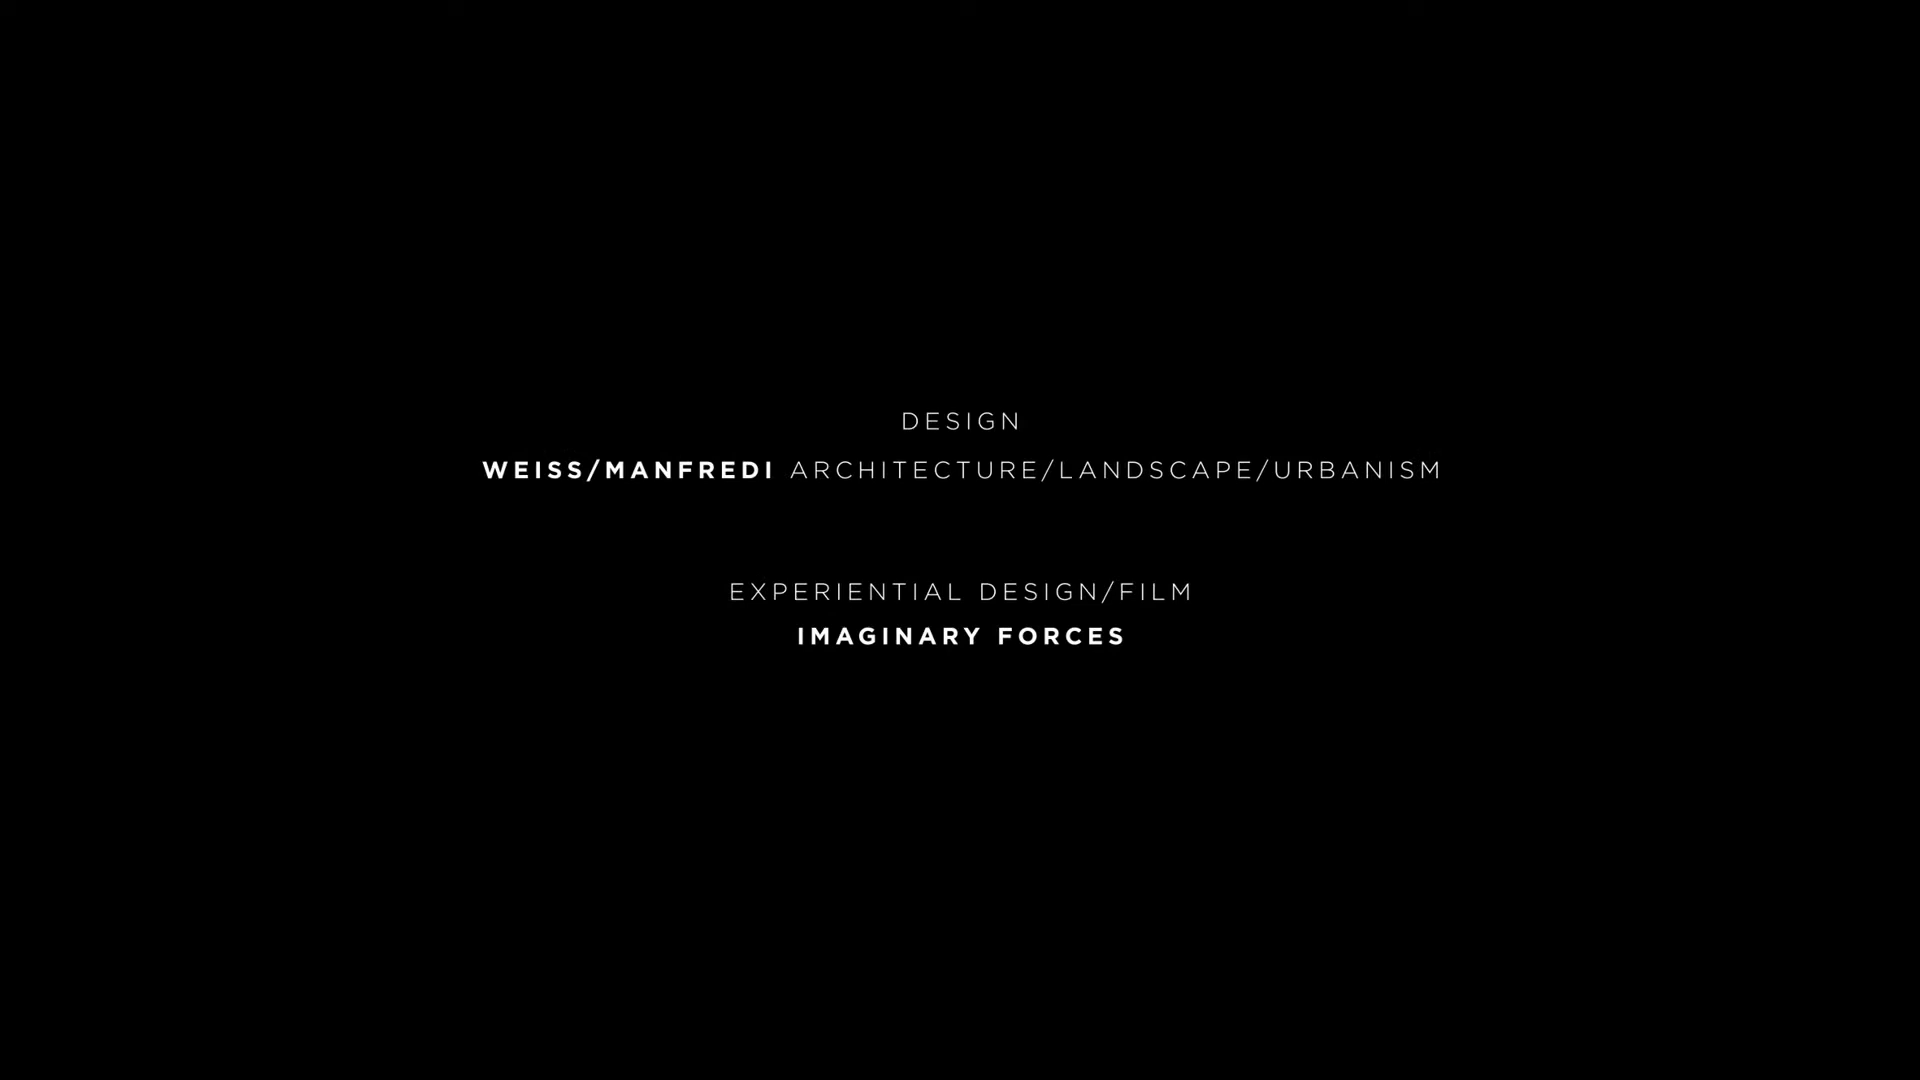 DESIGN
WEISS/MANFREDI ARCHITECTURE/LANDSCAPE/URBANISM
EXPERIENTIAL DESIGN/FILM
IMAGINARY FORCES